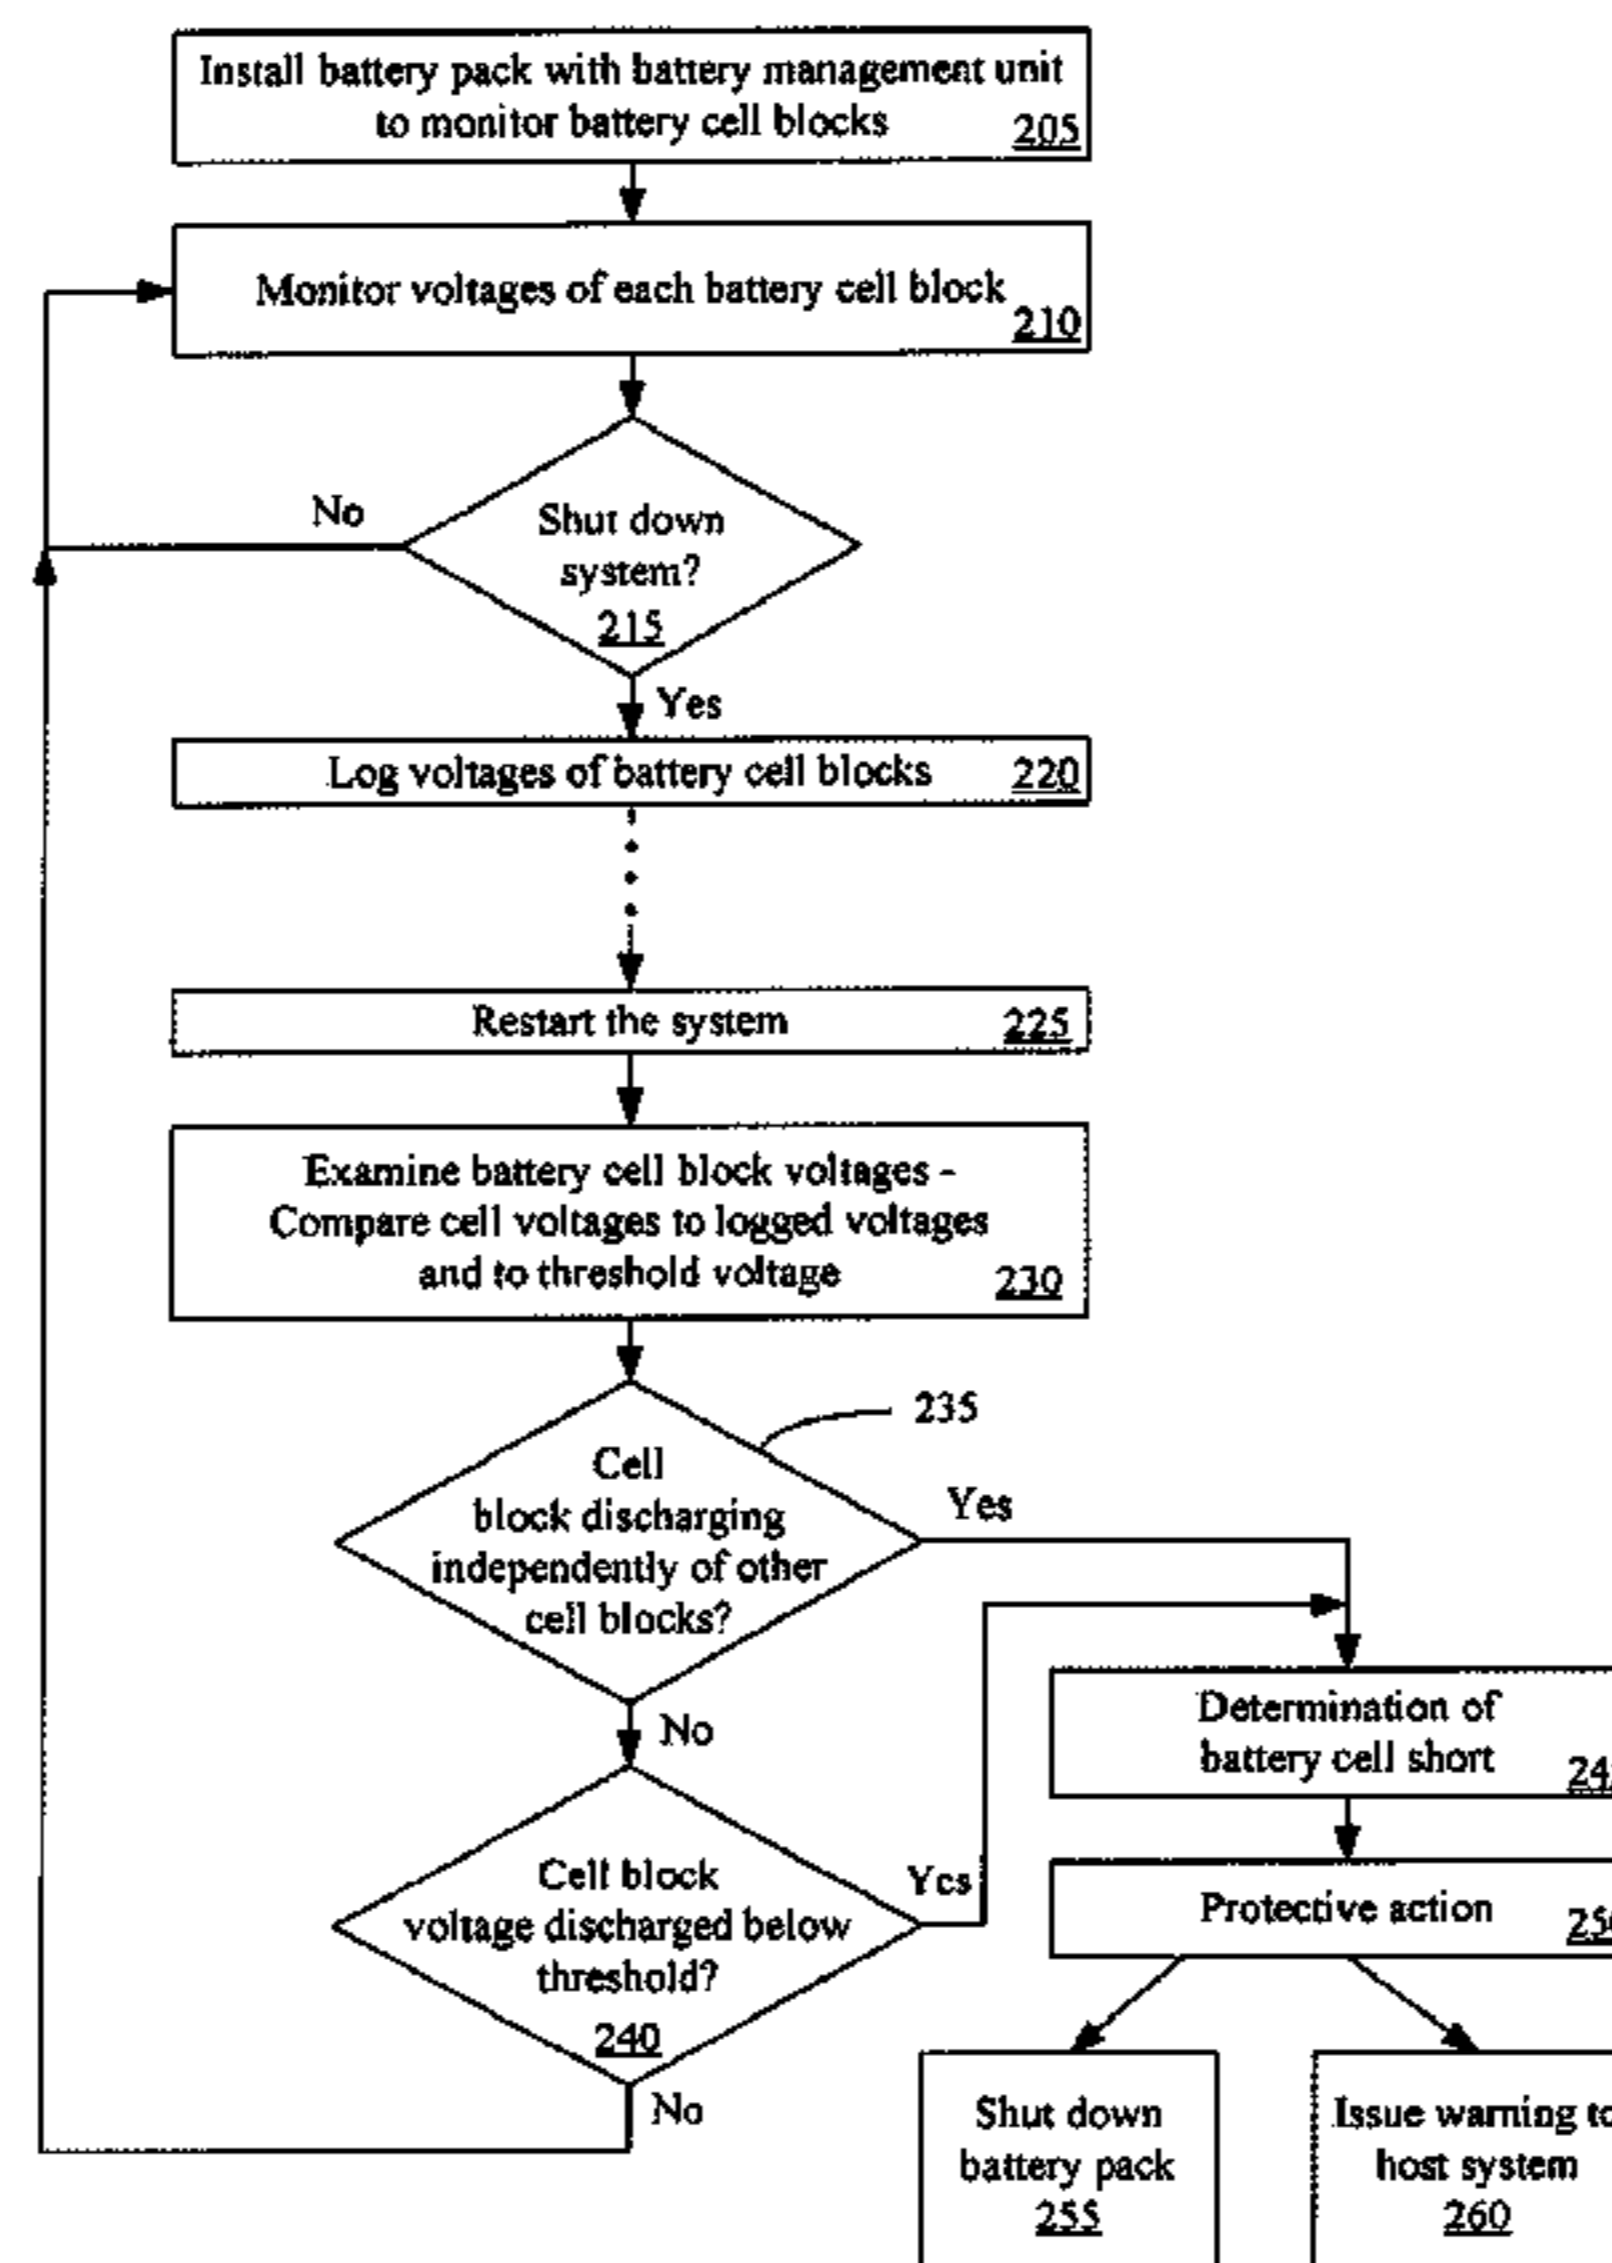 Install battery pack with battery management unit
to monitor battery cell blocks 205
Monitor voltages of each battery cell block
210
No
Shut down
system?
215
Yes
Log voltages of battery cell blocks 220
Restart the system 225
Examine battery cell block voltages -
Compare cell voltages to logged voltages
and to threshold voltage 230
235
Cell
block discharging
independently of other
cell blocks?
Yes
No
Determination of
battery cell short
Cell block
voltage discharged below
threshold?
240
Yes
No
Protective action
Shut down
battery pack
255
Issue warning to
host system
260